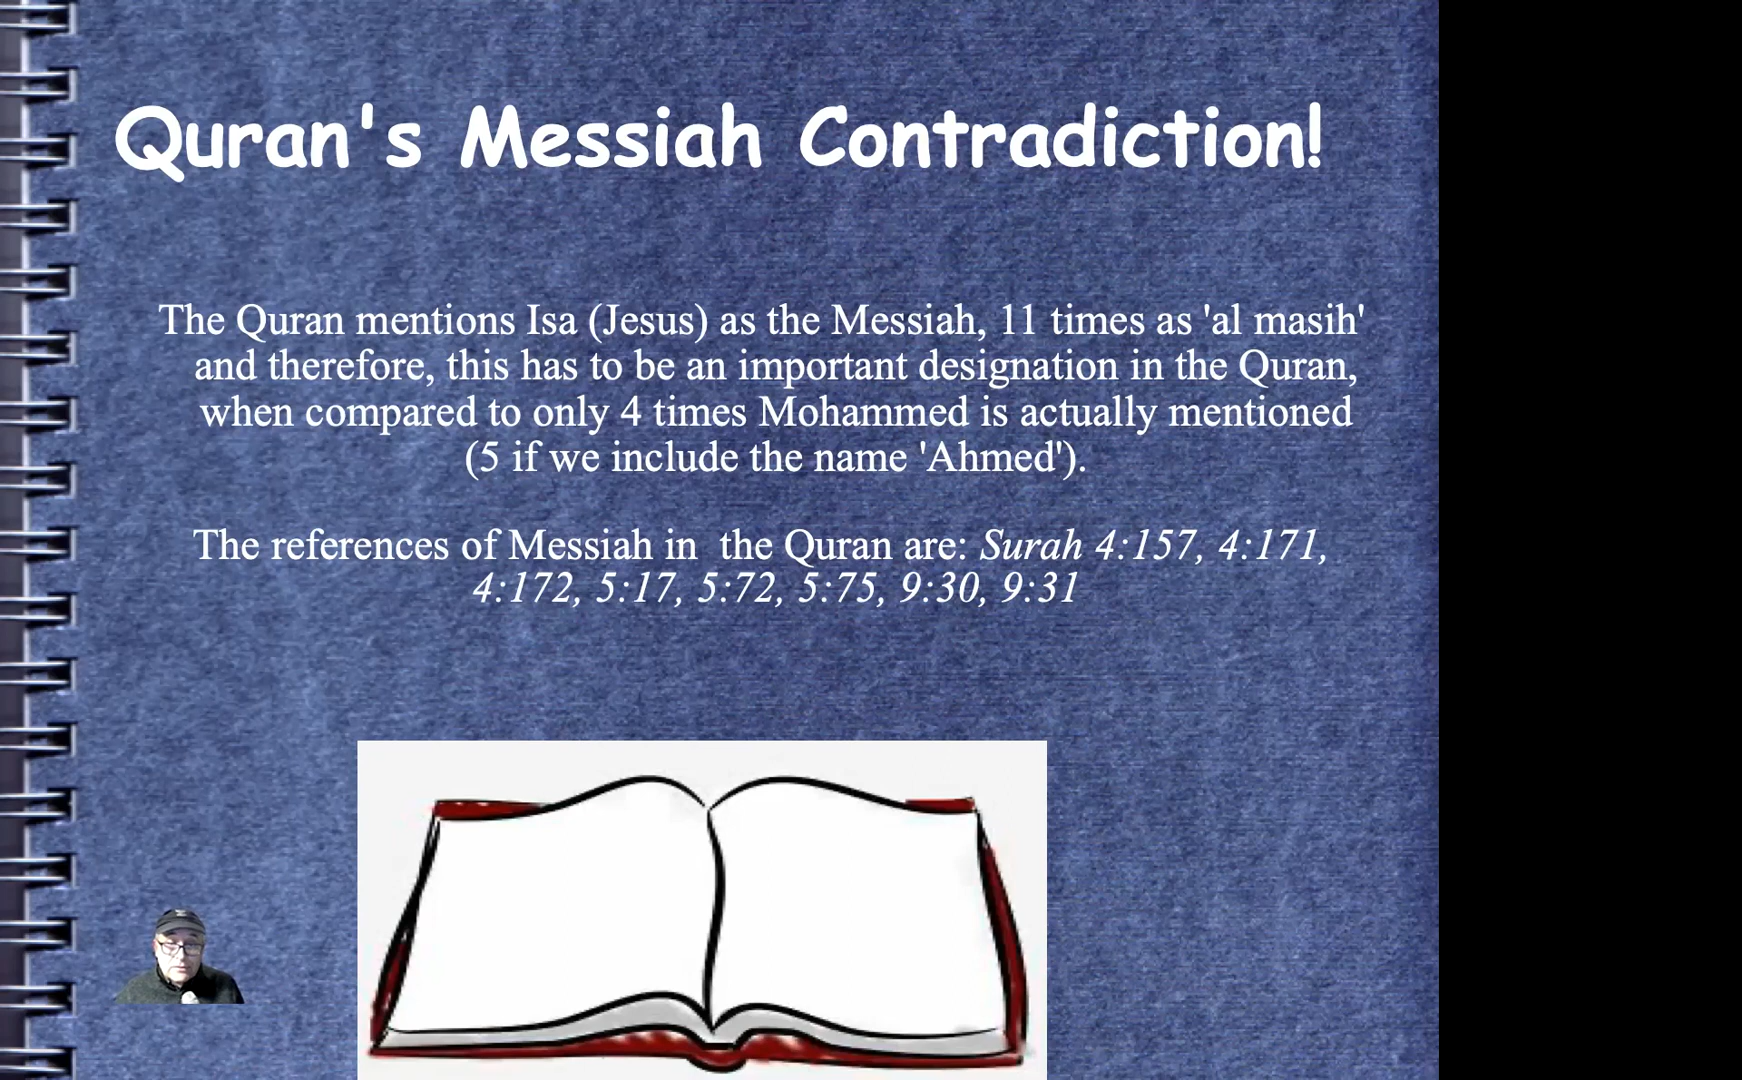 Quran's Messiah Contradiction!
The Quran mentions Isa (Jesus) as the Messiah, 11 times as 'al masih'
and therefore, this has to be an important designation in the Quran,
when compared to only 4 times Mohammed is actually mentioned
(5 if we include the name 'Ahmed').
The references of Messiah in  the Quran are: Surah 4:157, 4:171,
4:172, 5:17, 5:72, 5:75, 9:30, 9:31